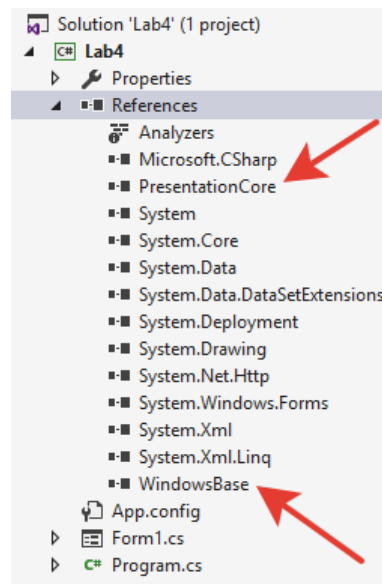 Solution 'Lab4' (1 project)
C# Lab4
Properties
References
Analyzers
Microsoft.CSharp
PresentationCore
System
System.Core
System.Data
System.Data.DataSetExtensions
System.Deployment
System.Drawing
System.Net.Http
System.Windows.Forms
System.Xml
System.Xml.Linq
WindowsBase
App.config
Form1.cs
C# Program.cs